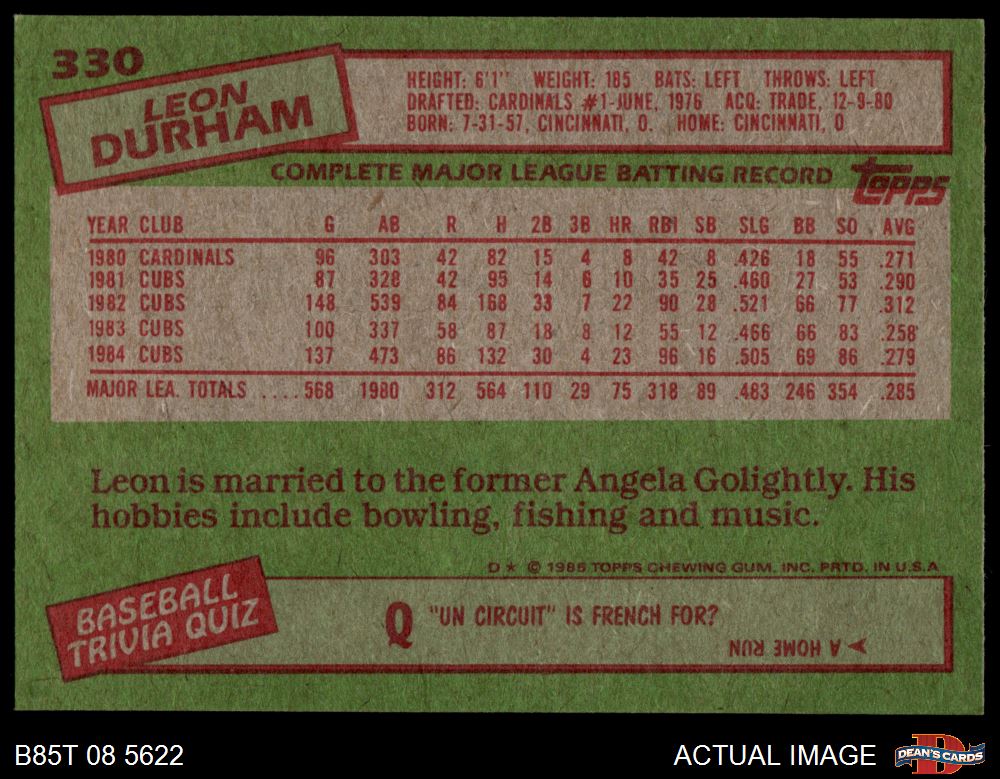 330
LEON
DURHAM
HEIGHT: 6'1" WEIGHT: 185 BATS: LEFT THROWS: LEFT
DRAFTED: CARDINALS #1-JUNE, 1976 ACQ: TRADE, 12-9-80
BORN: 7-31-57, CINCINNATI, O. HOME: CINCINNATI, O
COMPLETE MAJOR LEAGUE BATTING RECORD
Topps
YEAR CLUB G AB R H 2B 3B HR RBI SB SLG BB SO AVG
1980 CARDINALS 96 303 42 82 15 4 8 42 8 .426 18 55 .271
1981 CUBS 87 328 42 95 14 6 10 35 25 .460 27 53 .290
1982 CUBS 148 539 84 168 33 7 22 90 28 .521 66 77 .312
1983 CUBS 100 337 58 87 18 8 12 55 12 .466 66 83 .258
1984 CUBS 137 473 86 132 30 4 23 96 16 .505 69 86 .279
MAJOR LEA. TOTALS .... 568 1980 312 564 110 29 75 318 89 .483 246 354 .285
Leon is married to the former Angela Golightly. His
hobbies include bowling, fishing and music.
D * © 1985 TOPPS CHEWING GUM, INC. PRTD. IN U.S.A
BASEBALL
TRIVIA QUIZ
Q "UN CIRCUIT" IS FRENCH FOR?
A HOME RUN
B85T 08 5622
ACTUAL IMAGE
D
DEAN'S CARDS